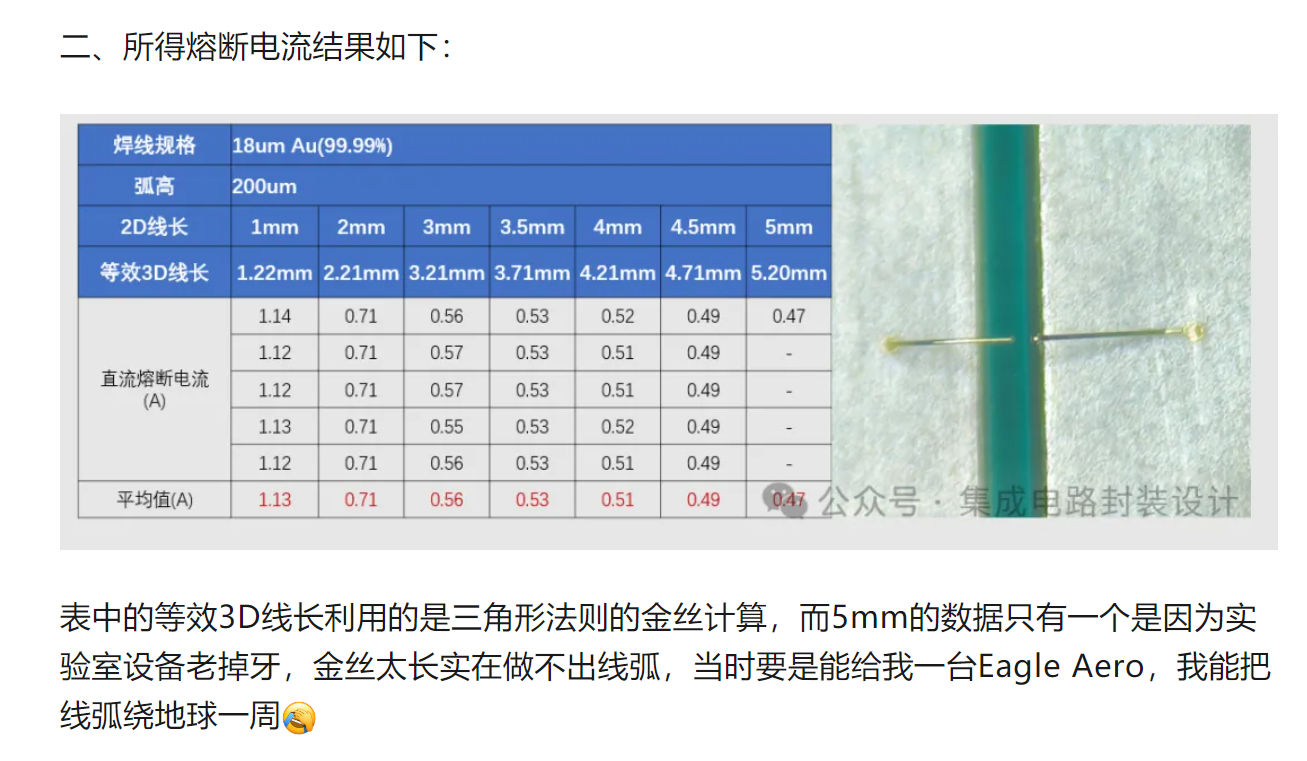 二、所得熔断电流结果如下：
焊线规格 18um Au(99.99%)
弧高 200um
2D线长 1mm 2mm 3mm 3.5mm 4mm 4.5mm 5mm
等效3D线长 1.22mm 2.21mm 3.21mm 3.71mm 4.21mm 4.71mm 5.20mm
直流熔断电流
(A)
1.14 0.71 0.56 0.53 0.52 0.49 0.47
1.12 0.71 0.57 0.53 0.51 0.49 -
1.12 0.71 0.57 0.53 0.51 0.49 -
1.13 0.71 0.55 0.53 0.52 0.49 -
1.12 0.71 0.56 0.53 0.51 0.49 -
平均值(A) 1.13 0.71 0.56 0.53 0.51 0.49 0.47
公众号 · 集成电路封装设计
表中的等效3D线长利用的是三角形法则的金丝计算，而5mm的数据只有一个是因为实
验室设备老掉牙，金丝太长实在做不出线弧，当时要是能给我一台Eagle Aero，我能把
线弧绕地球一周🤦